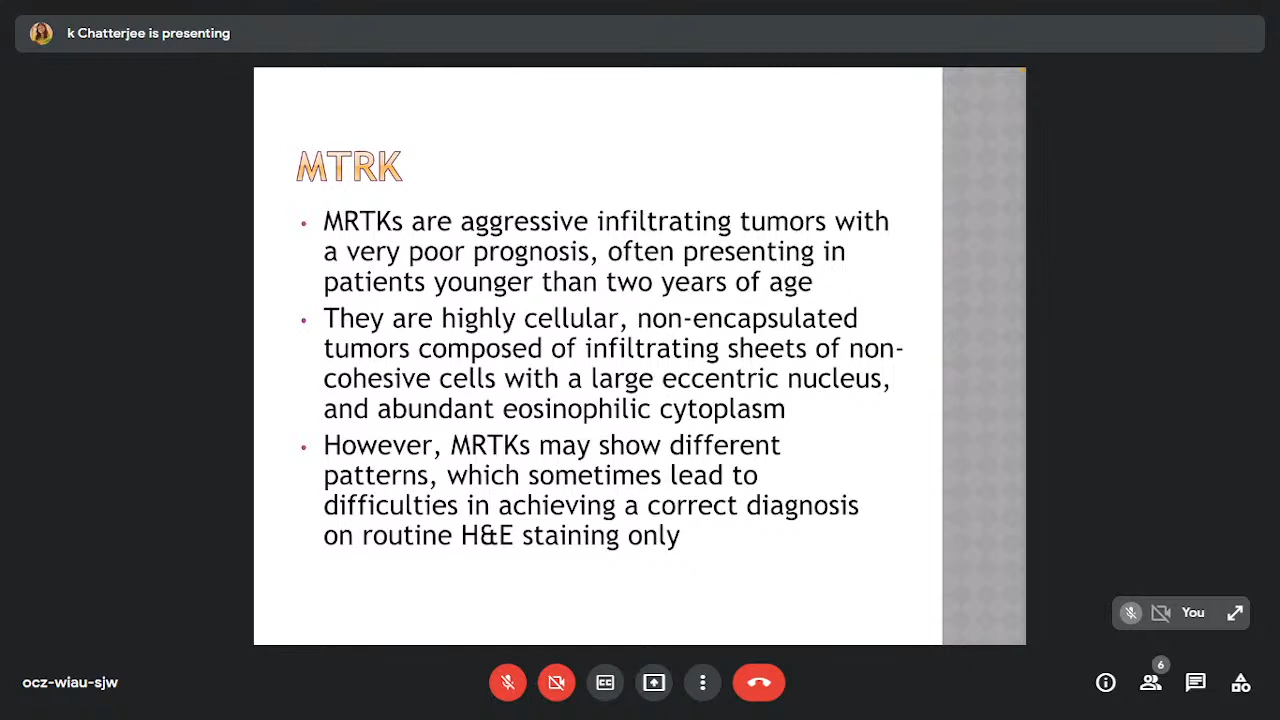 k Chatterjee is presenting
MTRK
• MRTKs are aggressive infiltrating tumors with
a very poor prognosis, often presenting in
patients younger than two years of age
• They are highly cellular, non-encapsulated
tumors composed of infiltrating sheets of non-
cohesive cells with a large eccentric nucleus,
and abundant eosinophilic cytoplasm
• However, MRTKs may show different
patterns, which sometimes lead to
difficulties in achieving a correct diagnosis
on routine H&E staining only
You
ocz-wiau-sjw
CC
6